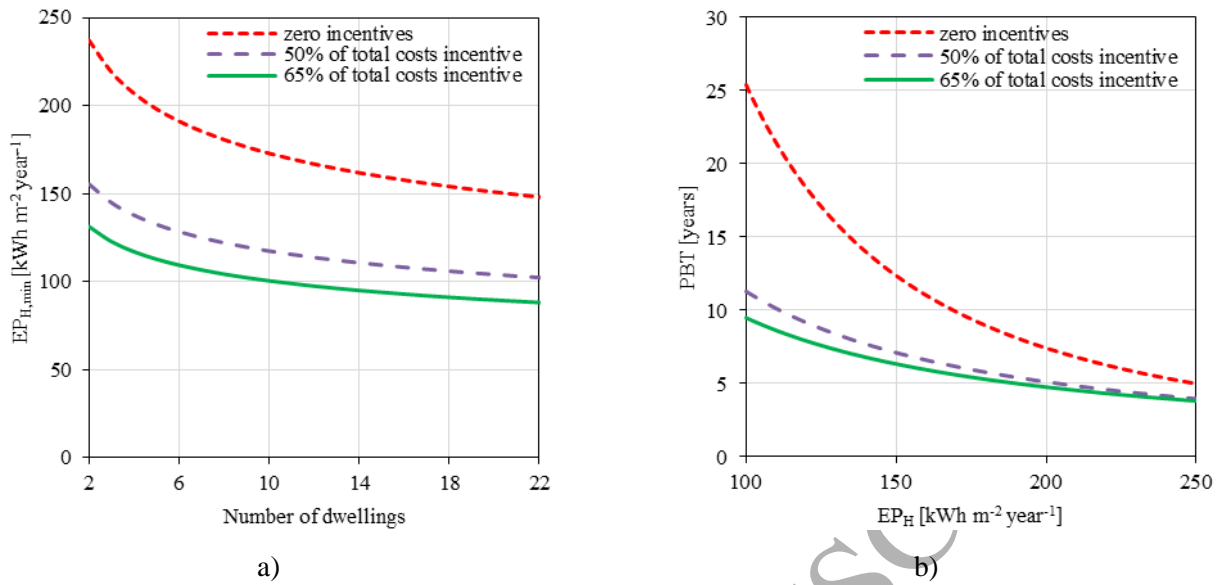 250
200
150
100
50
0
EP_H,min [kWh m⁻² year⁻¹]
zero incentives
50% of total costs incentive
65% of total costs incentive
2 6 10 14 18 22
Number of dwellings
a)
30
25
20
15
10
5
0
PBT [years]
zero incentives
50% of total costs incentive
65% of total costs incentive
100 150 200 250
EP_H [kWh m⁻² year⁻¹]
b)
SC